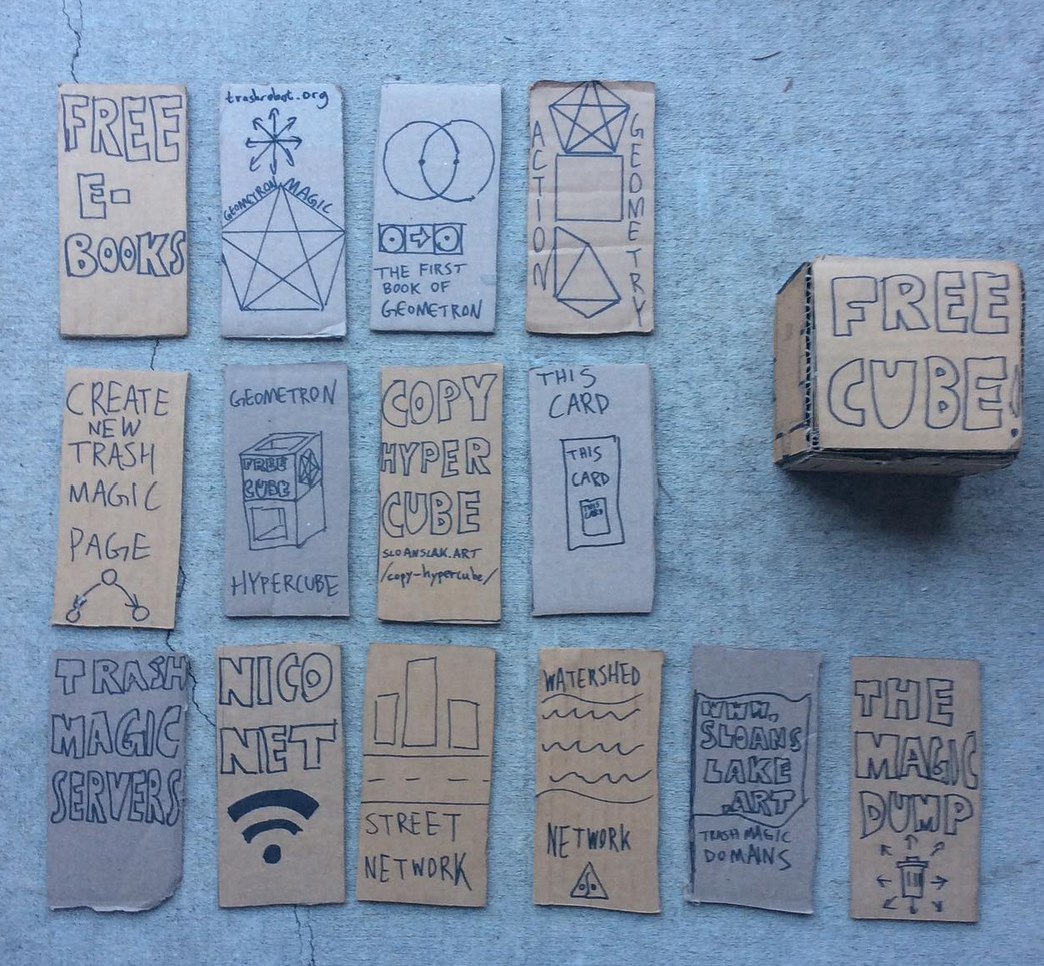 FREE
E-
BOOKS
trashrobot.org
GEOMETRON MAGIC
THE FIRST
BOOK OF
GEOMETRON
ACTION
GEOMETRY
FREE
CUBE!
CREATE
NEW
TRASH
MAGIC
PAGE
GEOMETRON
FREE
CUBE
HYPERCUBE
COPY
HYPER
CUBE
SLOANSLAK.ART
/copy-hypercube/
THIS
CARD
THIS
CARD
THIS
CARD
TRASH
MAGIC
SERVERS
NICO
NET
STREET
NETWORK
WATERSHED
NETWORK
WWW.
SLOANS
LAKE
.ART
TRASH MAGIC
DOMAINS
THE
MAGIC
DUMP